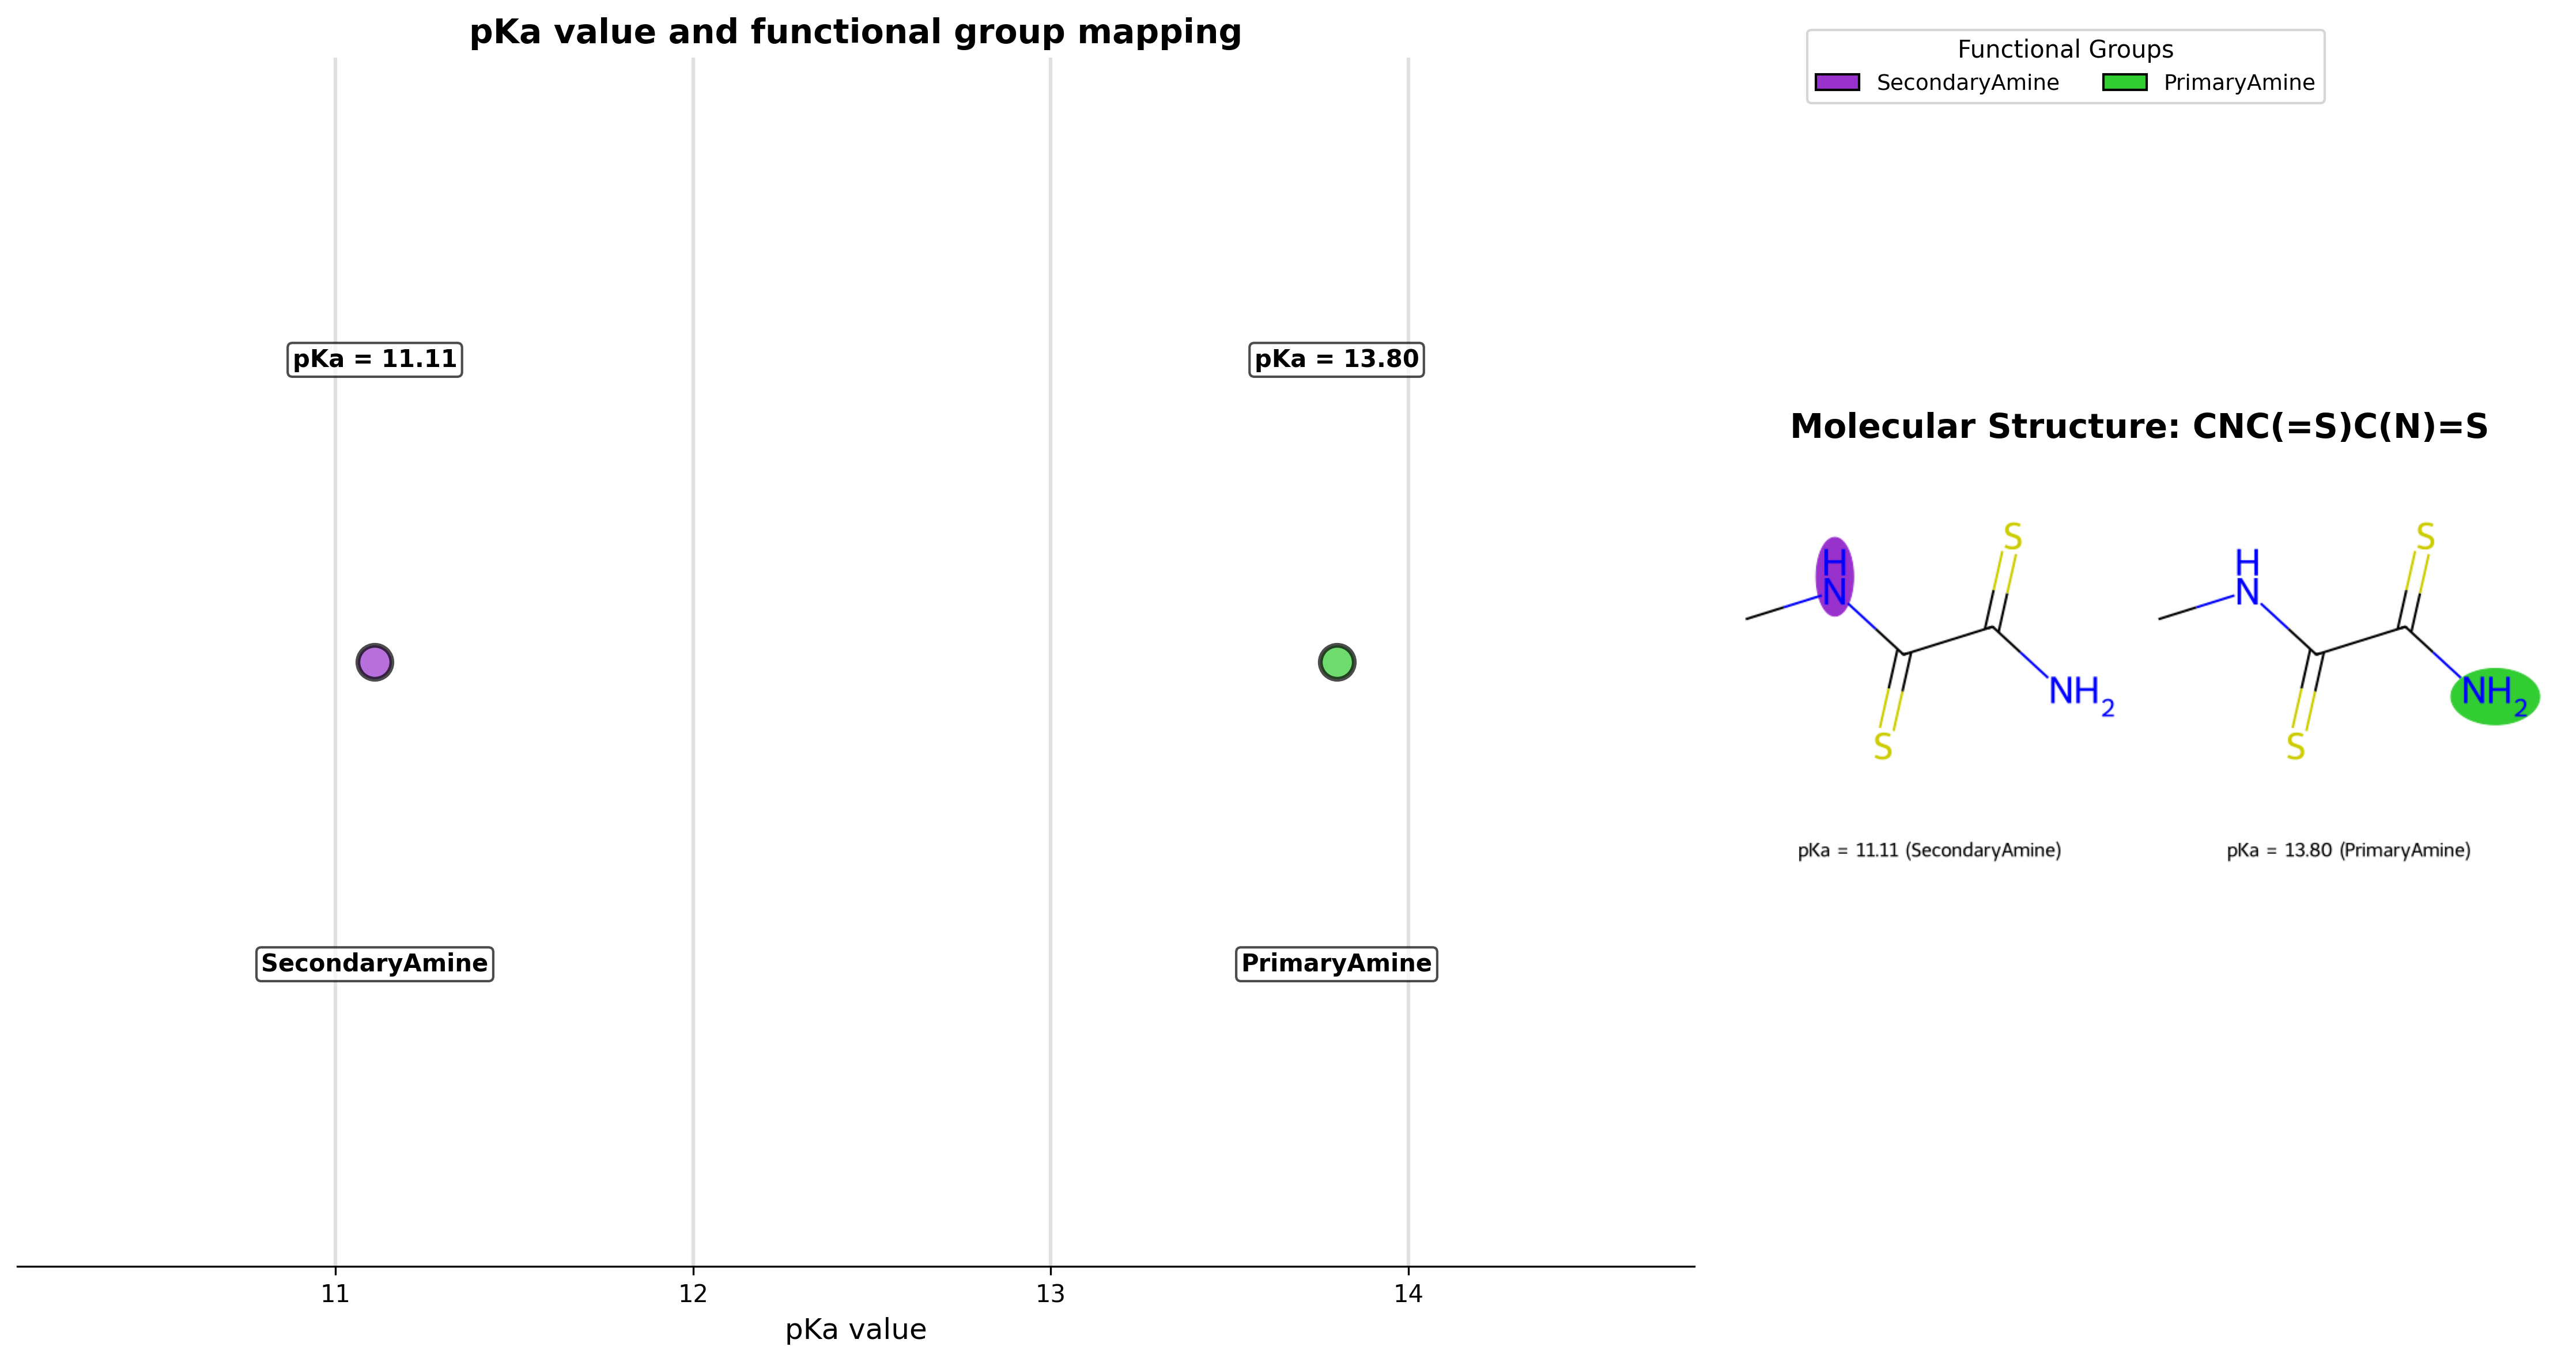 pKa value and functional group mapping
pKa = 11.11
pKa = 13.80
SecondaryAmine
PrimaryAmine
11
12
13
14
pKa value
Functional Groups
SecondaryAmine
PrimaryAmine
Molecular Structure: CNC(=S)C(N)=S
H
N
S
S
NH2
H
N
S
S
NH2
pKa = 11.11 (SecondaryAmine)
pKa = 13.80 (PrimaryAmine)